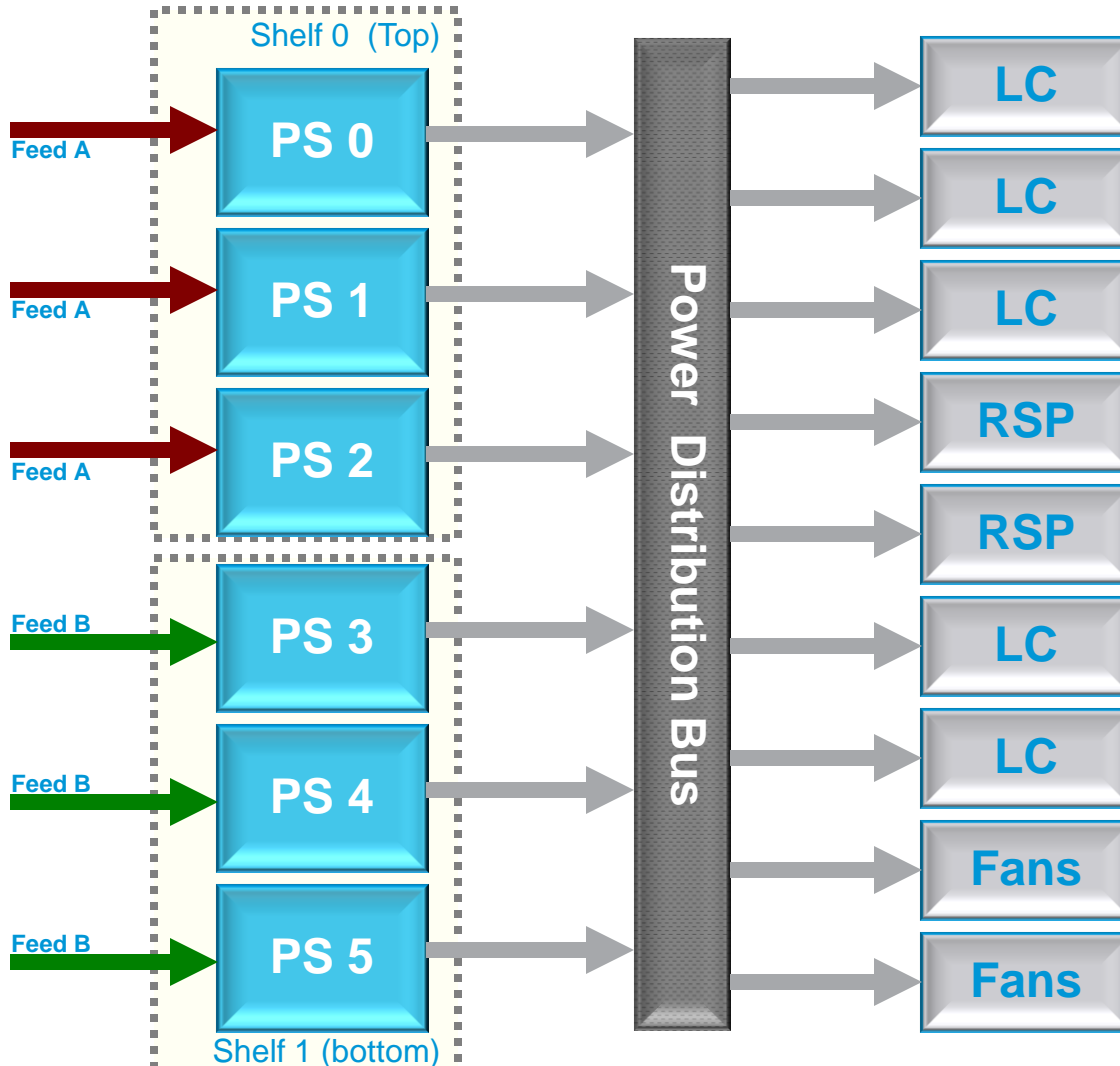 Shelf 0 (Top)
Feed A
PS 0
Feed A
PS 1
Feed A
PS 2
Feed B
PS 3
Feed B
PS 4
Feed B
PS 5
Shelf 1 (bottom)
Power Distribution Bus
LC
LC
LC
RSP
RSP
LC
LC
Fans
Fans